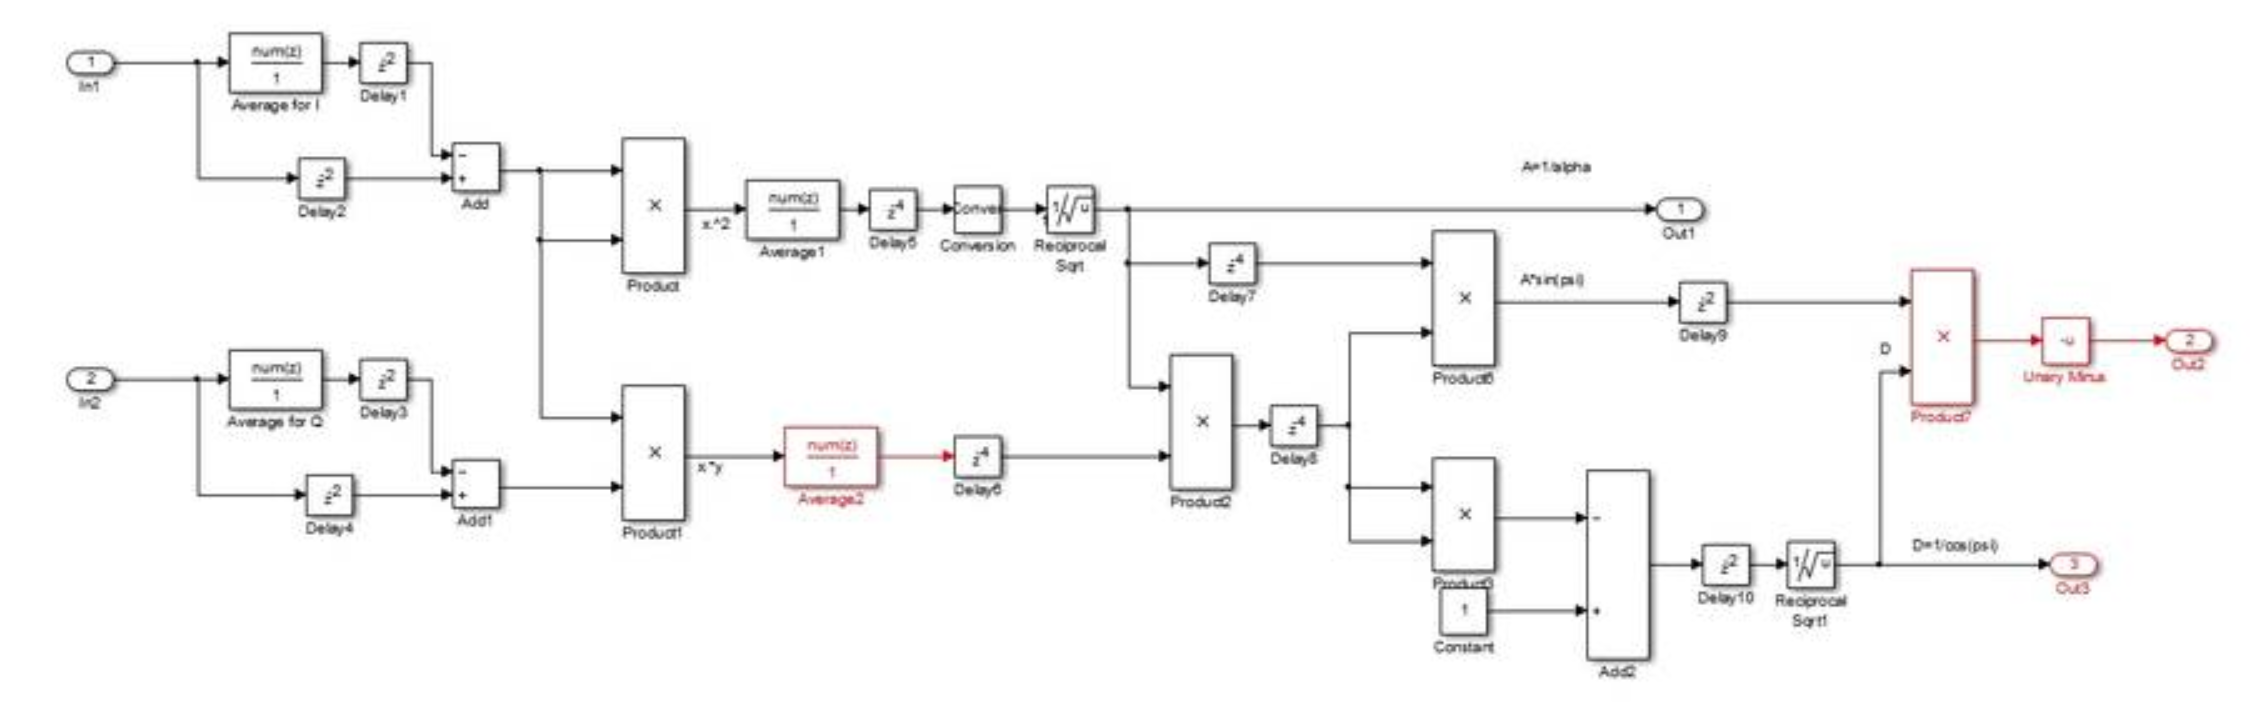 1
In1
num(z)
1
Average for I
z-2
Delay1
z-2
Delay2
-
+
Add
×
Product
x.^2
num(z)
1
Average1
z-4
Delay5
Conver
Conversion
1/√u
Reciprocal
Sqrt
A=1/alpha
1
Out1
z-4
Delay7
×
Product6
A*sin(psi)
z-2
Delay9
D
×
Product7
-u
Unary Minus
2
Out2
2
In2
num(z)
1
Average for Q
z-2
Delay3
z-2
Delay4
-
+
Add1
×
Product1
x*y
num(z)
1
Average2
z-4
Delay6
×
Product2
z-4
Delay8
×
Product3
1
Constant
-
+
Add2
z-2
Delay10
1/√u
Reciprocal
Sqrt1
D=1/cos(psi)
3
Out3